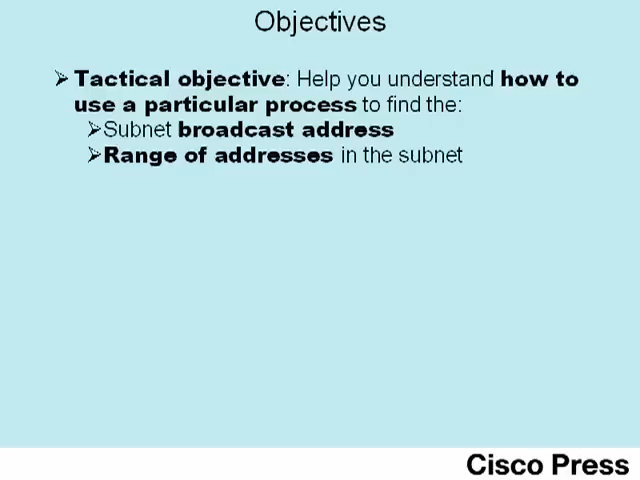 Objectives
➢ Tactical objective: Help you understand how to
use a particular process to find the:
➢Subnet broadcast address
➢Range of addresses in the subnet
Cisco Press